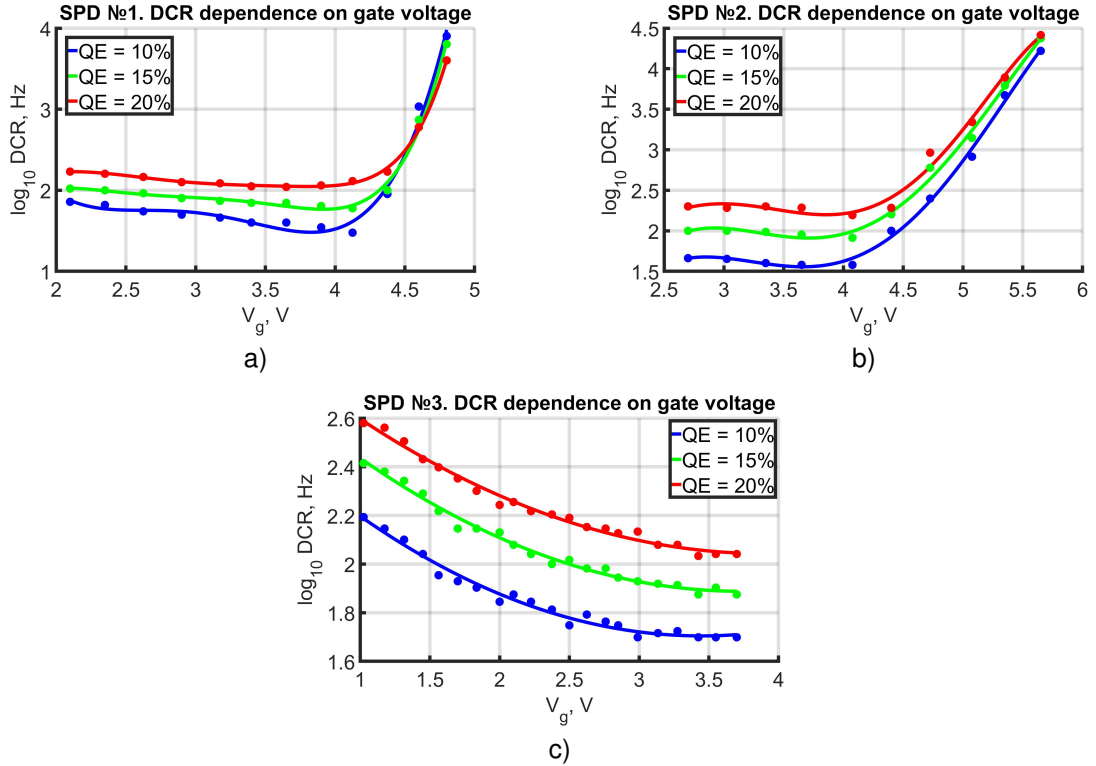 SPD №1. DCR dependence on gate voltage
4
3
2
1
log10 DCR, Hz
QE = 10%
QE = 15%
QE = 20%
2 2.5 3 3.5 4 4.5 5
Vg, V
a)
SPD №2. DCR dependence on gate voltage
4.5
4
3.5
3
2.5
2
1.5
log10 DCR, Hz
QE = 10%
QE = 15%
QE = 20%
2.5 3 3.5 4 4.5 5 5.5 6
Vg, V
b)
SPD №3. DCR dependence on gate voltage
2.6
2.4
2.2
2
1.8
1.6
log10 DCR, Hz
QE = 10%
QE = 15%
QE = 20%
1 1.5 2 2.5 3 3.5 4
Vg, V
c)